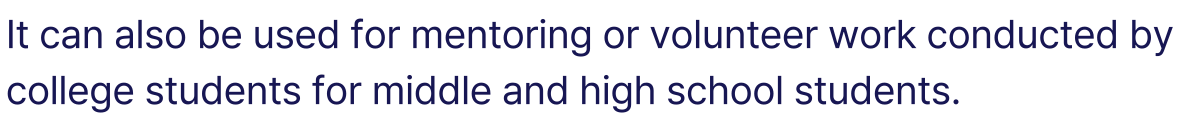 It can also be used for mentoring or volunteer work conducted by
college students for middle and high school students.